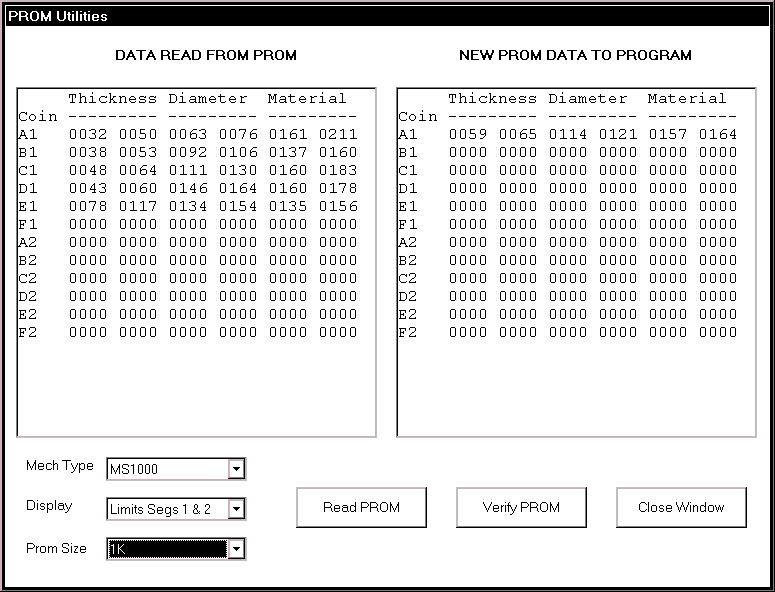 PROM Utilities
DATA READ FROM PROM
Thickness Diameter Material
Coin --------- --------- ---------
A1 0032 0050 0063 0076 0161 0211
B1 0038 0053 0092 0106 0137 0160
C1 0048 0064 0111 0130 0160 0183
D1 0043 0060 0146 0164 0160 0178
E1 0078 0117 0134 0154 0135 0156
F1 0000 0000 0000 0000 0000 0000
A2 0000 0000 0000 0000 0000 0000
B2 0000 0000 0000 0000 0000 0000
C2 0000 0000 0000 0000 0000 0000
D2 0000 0000 0000 0000 0000 0000
E2 0000 0000 0000 0000 0000 0000
F2 0000 0000 0000 0000 0000 0000
NEW PROM DATA TO PROGRAM
Thickness Diameter Material
Coin --------- --------- ---------
A1 0059 0065 0114 0121 0157 0164
B1 0000 0000 0000 0000 0000 0000
C1 0000 0000 0000 0000 0000 0000
D1 0000 0000 0000 0000 0000 0000
E1 0000 0000 0000 0000 0000 0000
F1 0000 0000 0000 0000 0000 0000
A2 0000 0000 0000 0000 0000 0000
B2 0000 0000 0000 0000 0000 0000
C2 0000 0000 0000 0000 0000 0000
D2 0000 0000 0000 0000 0000 0000
E2 0000 0000 0000 0000 0000 0000
F2 0000 0000 0000 0000 0000 0000
Mech Type MS1000
Display Limits Segs 1 & 2
Prom Size 1K
Read PROM
Verify PROM
Close Window